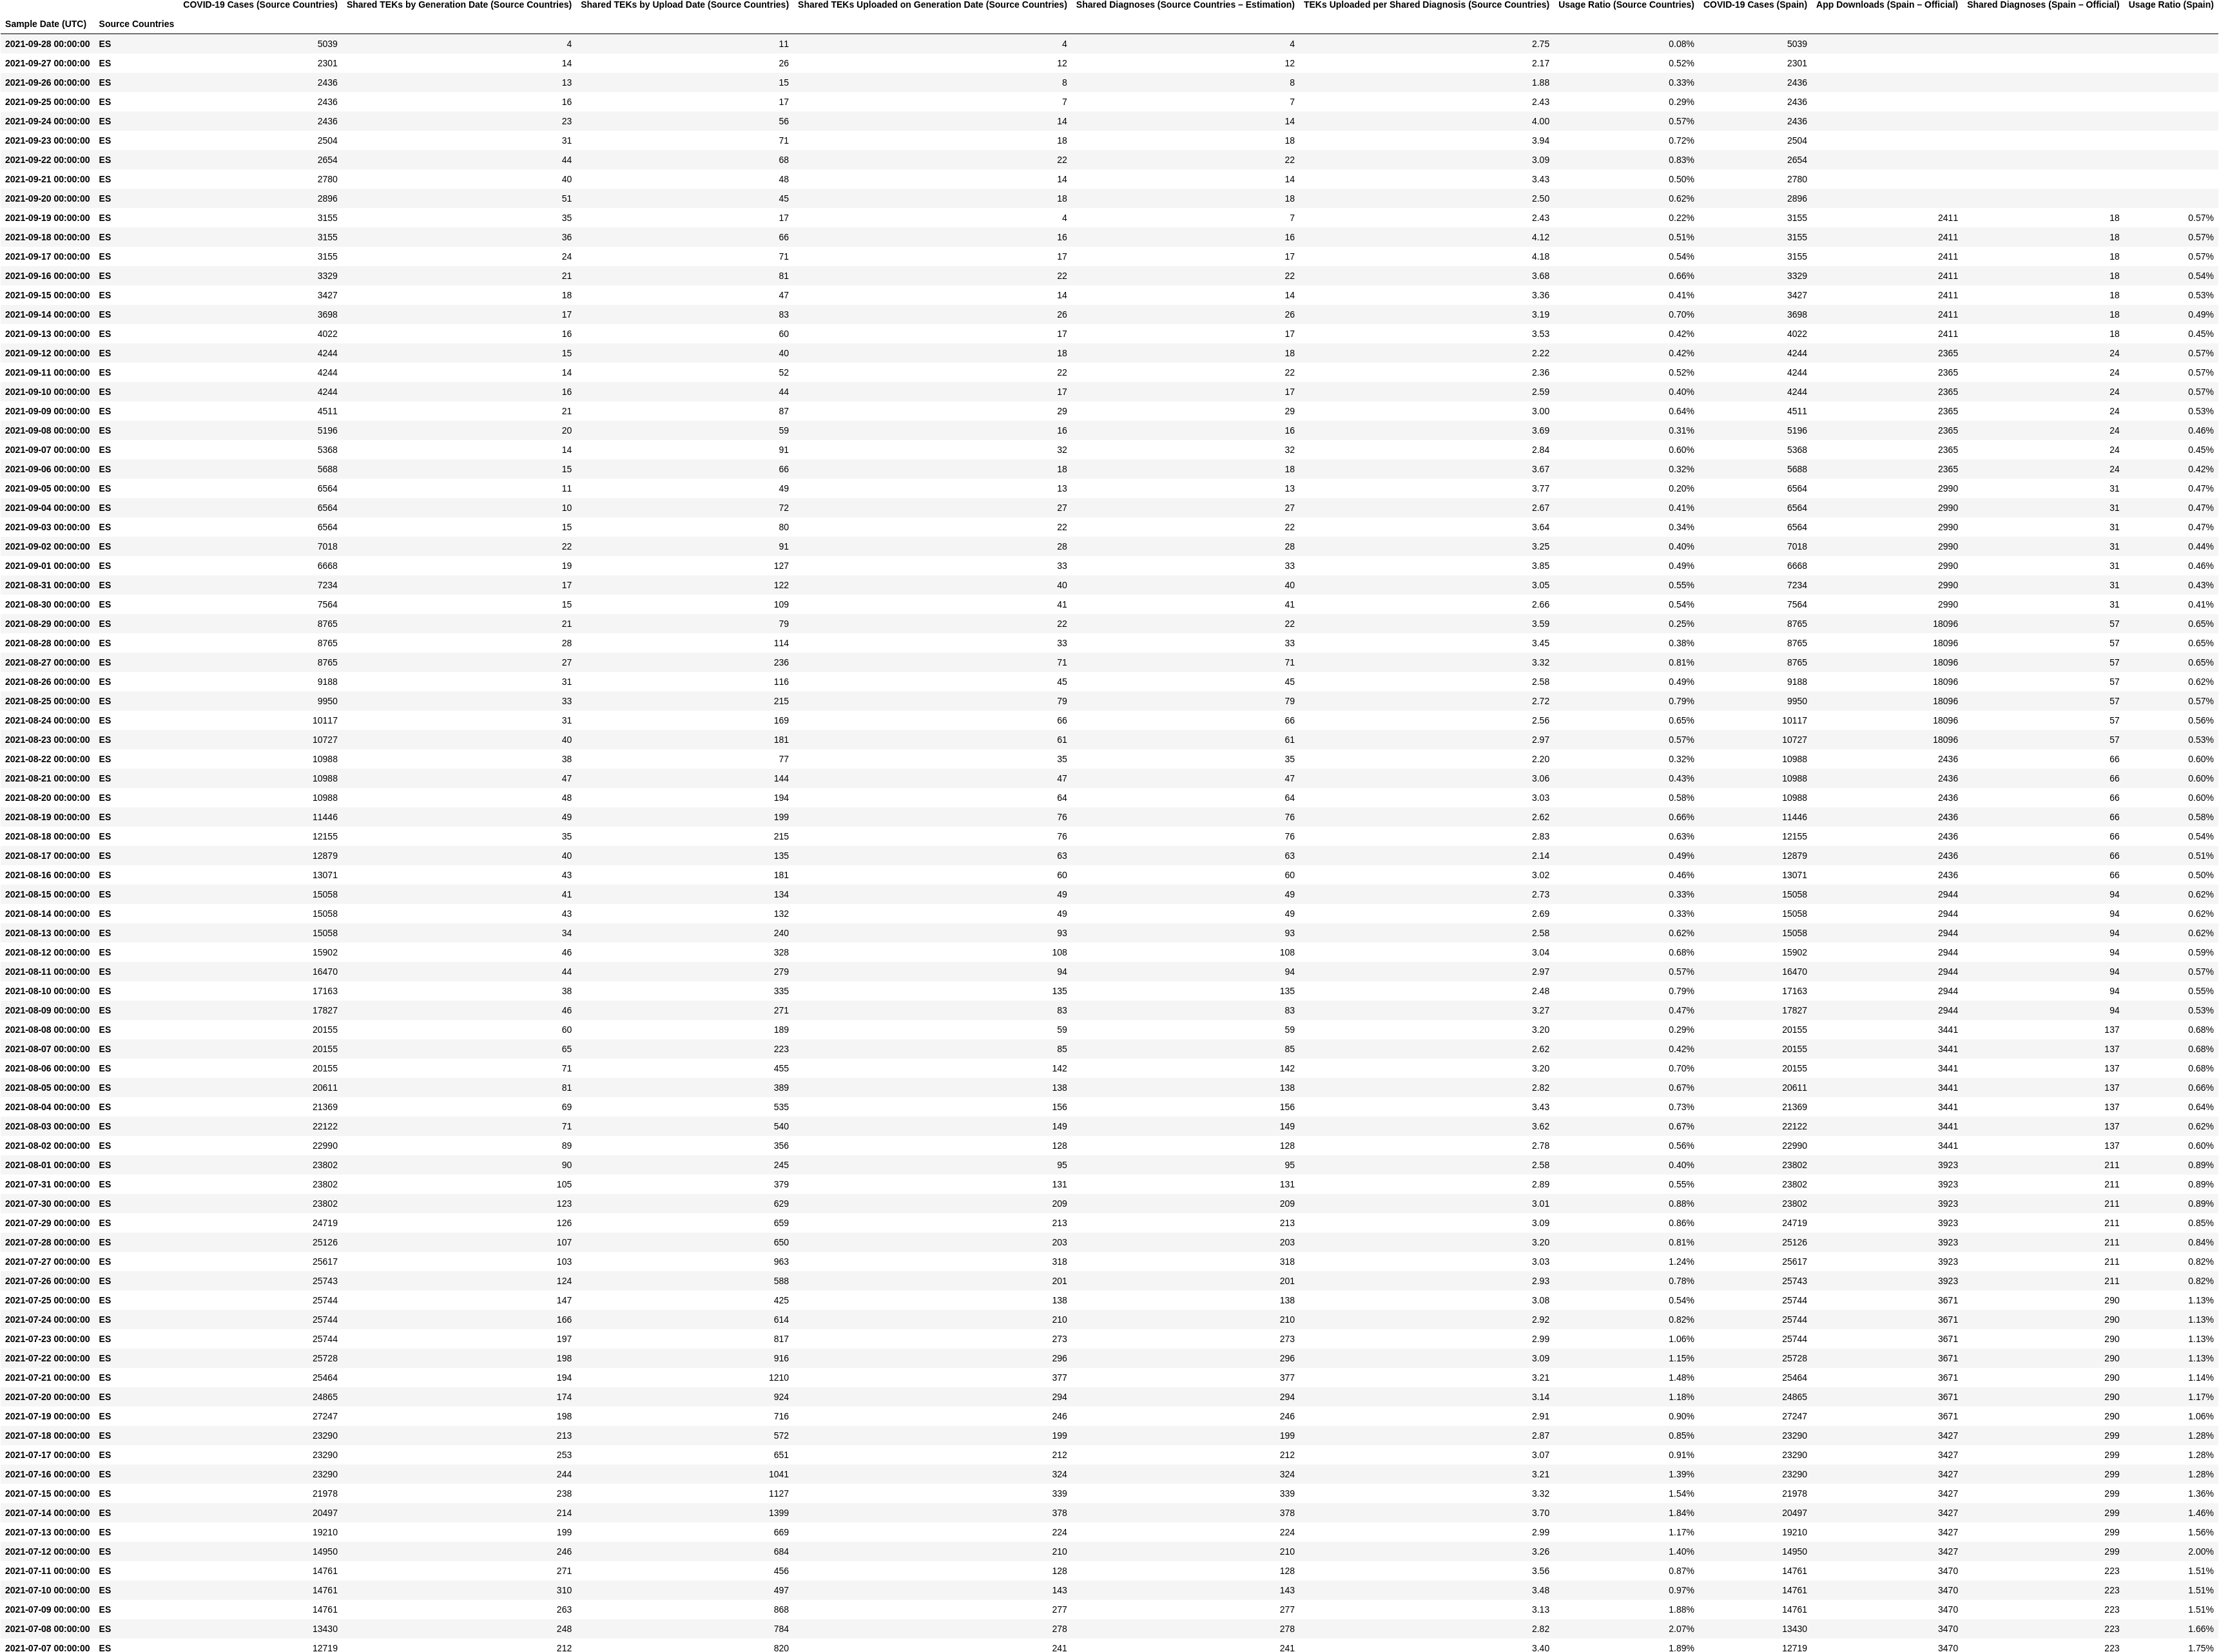 COVID-19 Cases (Source Countries) Shared TEKs by Generation Date (Source Countries) Shared TEKs by Upload Date (Source Countries) Shared TEKs Uploaded on Generation Date (Source Countries) Shared Diagnoses (Source Countries – Estimation) TEKs Uploaded per Shared Diagnosis (Source Countries) Usage Ratio (Source Countries) COVID-19 Cases (Spain) App Downloads (Spain – Official) Shared Diagnoses (Spain – Official) Usage Ratio (Spain)
Sample Date (UTC) Source Countries
2021-09-28 00:00:00 ES 5039 4 11 4 4 2.75 0.08% 5039
2021-09-27 00:00:00 ES 2301 14 26 12 12 2.17 0.52% 2301
2021-09-26 00:00:00 ES 2436 13 15 8 8 1.88 0.33% 2436
2021-09-25 00:00:00 ES 2436 16 17 7 7 2.43 0.29% 2436
2021-09-24 00:00:00 ES 2436 23 56 14 14 4.00 0.57% 2436
2021-09-23 00:00:00 ES 2504 31 71 18 18 3.94 0.72% 2504
2021-09-22 00:00:00 ES 2654 44 68 22 22 3.09 0.83% 2654
2021-09-21 00:00:00 ES 2780 40 48 14 14 3.43 0.50% 2780
2021-09-20 00:00:00 ES 2896 51 45 18 18 2.50 0.62% 2896
2021-09-19 00:00:00 ES 3155 35 17 4 7 2.43 0.22% 3155 2411 18 0.57%
2021-09-18 00:00:00 ES 3155 36 66 16 16 4.12 0.51% 3155 2411 18 0.57%
2021-09-17 00:00:00 ES 3155 24 71 17 17 4.18 0.54% 3155 2411 18 0.57%
2021-09-16 00:00:00 ES 3329 21 81 22 22 3.68 0.66% 3329 2411 18 0.54%
2021-09-15 00:00:00 ES 3427 18 47 14 14 3.36 0.41% 3427 2411 18 0.53%
2021-09-14 00:00:00 ES 3698 17 83 26 26 3.19 0.70% 3698 2411 18 0.49%
2021-09-13 00:00:00 ES 4022 16 60 17 17 3.53 0.42% 4022 2411 18 0.45%
2021-09-12 00:00:00 ES 4244 15 40 18 18 2.22 0.42% 4244 2365 24 0.57%
2021-09-11 00:00:00 ES 4244 14 52 22 22 2.36 0.52% 4244 2365 24 0.57%
2021-09-10 00:00:00 ES 4244 16 44 17 17 2.59 0.40% 4244 2365 24 0.57%
2021-09-09 00:00:00 ES 4511 21 87 29 29 3.00 0.64% 4511 2365 24 0.53%
2021-09-08 00:00:00 ES 5196 20 59 16 16 3.69 0.31% 5196 2365 24 0.46%
2021-09-07 00:00:00 ES 5368 14 91 32 32 2.84 0.60% 5368 2365 24 0.45%
2021-09-06 00:00:00 ES 5688 15 66 18 18 3.67 0.32% 5688 2365 24 0.42%
2021-09-05 00:00:00 ES 6564 11 49 13 13 3.77 0.20% 6564 2990 31 0.47%
2021-09-04 00:00:00 ES 6564 10 72 27 27 2.67 0.41% 6564 2990 31 0.47%
2021-09-03 00:00:00 ES 6564 15 80 22 22 3.64 0.34% 6564 2990 31 0.47%
2021-09-02 00:00:00 ES 7018 22 91 28 28 3.25 0.40% 7018 2990 31 0.44%
2021-09-01 00:00:00 ES 6668 19 127 33 33 3.85 0.49% 6668 2990 31 0.46%
2021-08-31 00:00:00 ES 7234 17 122 40 40 3.05 0.55% 7234 2990 31 0.43%
2021-08-30 00:00:00 ES 7564 15 109 41 41 2.66 0.54% 7564 2990 31 0.41%
2021-08-29 00:00:00 ES 8765 21 79 22 22 3.59 0.25% 8765 18096 57 0.65%
2021-08-28 00:00:00 ES 8765 28 114 33 33 3.45 0.38% 8765 18096 57 0.65%
2021-08-27 00:00:00 ES 8765 27 236 71 71 3.32 0.81% 8765 18096 57 0.65%
2021-08-26 00:00:00 ES 9188 31 116 45 45 2.58 0.49% 9188 18096 57 0.62%
2021-08-25 00:00:00 ES 9950 33 215 79 79 2.72 0.79% 9950 18096 57 0.57%
2021-08-24 00:00:00 ES 10117 31 169 66 66 2.56 0.65% 10117 18096 57 0.56%
2021-08-23 00:00:00 ES 10727 40 181 61 61 2.97 0.57% 10727 18096 57 0.53%
2021-08-22 00:00:00 ES 10988 38 77 35 35 2.20 0.32% 10988 2436 66 0.60%
2021-08-21 00:00:00 ES 10988 47 144 47 47 3.06 0.43% 10988 2436 66 0.60%
2021-08-20 00:00:00 ES 10988 48 194 64 64 3.03 0.58% 10988 2436 66 0.60%
2021-08-19 00:00:00 ES 11446 49 199 76 76 2.62 0.66% 11446 2436 66 0.58%
2021-08-18 00:00:00 ES 12155 35 215 76 76 2.83 0.63% 12155 2436 66 0.54%
2021-08-17 00:00:00 ES 12879 40 135 63 63 2.14 0.49% 12879 2436 66 0.51%
2021-08-16 00:00:00 ES 13071 43 181 60 60 3.02 0.46% 13071 2436 66 0.50%
2021-08-15 00:00:00 ES 15058 41 134 49 49 2.73 0.33% 15058 2944 94 0.62%
2021-08-14 00:00:00 ES 15058 43 132 49 49 2.69 0.33% 15058 2944 94 0.62%
2021-08-13 00:00:00 ES 15058 34 240 93 93 2.58 0.62% 15058 2944 94 0.62%
2021-08-12 00:00:00 ES 15902 46 328 108 108 3.04 0.68% 15902 2944 94 0.59%
2021-08-11 00:00:00 ES 16470 44 279 94 94 2.97 0.57% 16470 2944 94 0.57%
2021-08-10 00:00:00 ES 17163 38 335 135 135 2.48 0.79% 17163 2944 94 0.55%
2021-08-09 00:00:00 ES 17827 46 271 83 83 3.27 0.47% 17827 2944 94 0.53%
2021-08-08 00:00:00 ES 20155 60 189 59 59 3.20 0.29% 20155 3441 137 0.68%
2021-08-07 00:00:00 ES 20155 65 223 85 85 2.62 0.42% 20155 3441 137 0.68%
2021-08-06 00:00:00 ES 20155 71 455 142 142 3.20 0.70% 20155 3441 137 0.68%
2021-08-05 00:00:00 ES 20611 81 389 138 138 2.82 0.67% 20611 3441 137 0.66%
2021-08-04 00:00:00 ES 21369 69 535 156 156 3.43 0.73% 21369 3441 137 0.64%
2021-08-03 00:00:00 ES 22122 71 540 149 149 3.62 0.67% 22122 3441 137 0.62%
2021-08-02 00:00:00 ES 22990 89 356 128 128 2.78 0.56% 22990 3441 137 0.60%
2021-08-01 00:00:00 ES 23802 90 245 95 95 2.58 0.40% 23802 3923 211 0.89%
2021-07-31 00:00:00 ES 23802 105 379 131 131 2.89 0.55% 23802 3923 211 0.89%
2021-07-30 00:00:00 ES 23802 123 629 209 209 3.01 0.88% 23802 3923 211 0.89%
2021-07-29 00:00:00 ES 24719 126 659 213 213 3.09 0.86% 24719 3923 211 0.85%
2021-07-28 00:00:00 ES 25126 107 650 203 203 3.20 0.81% 25126 3923 211 0.84%
2021-07-27 00:00:00 ES 25617 103 963 318 318 3.03 1.24% 25617 3923 211 0.82%
2021-07-26 00:00:00 ES 25743 124 588 201 201 2.93 0.78% 25743 3923 211 0.82%
2021-07-25 00:00:00 ES 25744 147 425 138 138 3.08 0.54% 25744 3671 290 1.13%
2021-07-24 00:00:00 ES 25744 166 614 210 210 2.92 0.82% 25744 3671 290 1.13%
2021-07-23 00:00:00 ES 25744 197 817 273 273 2.99 1.06% 25744 3671 290 1.13%
2021-07-22 00:00:00 ES 25728 198 916 296 296 3.09 1.15% 25728 3671 290 1.13%
2021-07-21 00:00:00 ES 25464 194 1210 377 377 3.21 1.48% 25464 3671 290 1.14%
2021-07-20 00:00:00 ES 24865 174 924 294 294 3.14 1.18% 24865 3671 290 1.17%
2021-07-19 00:00:00 ES 27247 198 716 246 246 2.91 0.90% 27247 3671 290 1.06%
2021-07-18 00:00:00 ES 23290 213 572 199 199 2.87 0.85% 23290 3427 299 1.28%
2021-07-17 00:00:00 ES 23290 253 651 212 212 3.07 0.91% 23290 3427 299 1.28%
2021-07-16 00:00:00 ES 23290 244 1041 324 324 3.21 1.39% 23290 3427 299 1.28%
2021-07-15 00:00:00 ES 21978 238 1127 339 339 3.32 1.54% 21978 3427 299 1.36%
2021-07-14 00:00:00 ES 20497 214 1399 378 378 3.70 1.84% 20497 3427 299 1.46%
2021-07-13 00:00:00 ES 19210 199 669 224 224 2.99 1.17% 19210 3427 299 1.56%
2021-07-12 00:00:00 ES 14950 246 684 210 210 3.26 1.40% 14950 3427 299 2.00%
2021-07-11 00:00:00 ES 14761 271 456 128 128 3.56 0.87% 14761 3470 223 1.51%
2021-07-10 00:00:00 ES 14761 310 497 143 143 3.48 0.97% 14761 3470 223 1.51%
2021-07-09 00:00:00 ES 14761 263 868 277 277 3.13 1.88% 14761 3470 223 1.51%
2021-07-08 00:00:00 ES 13430 248 784 278 278 2.82 2.07% 13430 3470 223 1.66%
2021-07-07 00:00:00 ES 12719 212 820 241 241 3.40 1.89% 12719 3470 223 1.75%